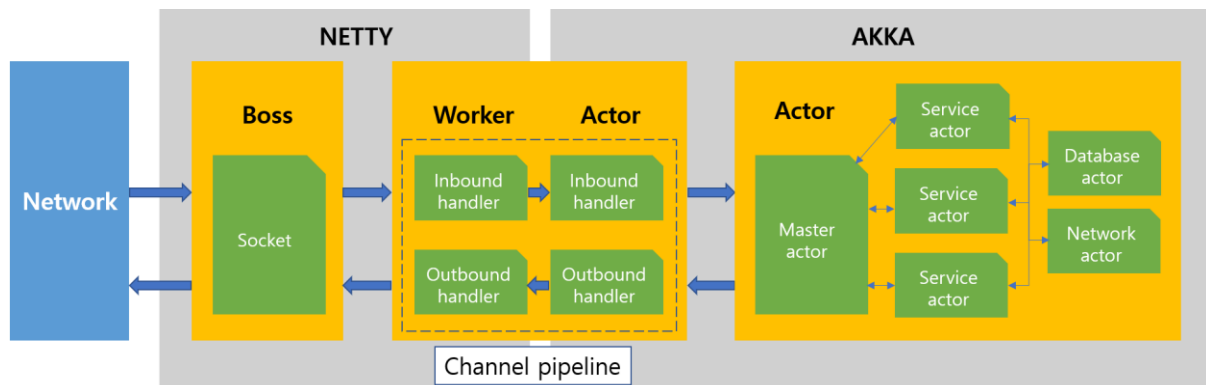 NETTY
AKKA
Network
Boss
Socket
Worker
Actor
Inbound
handler
Inbound
handler
Outbound
handler
Outbound
handler
Channel pipeline
Actor
Master
actor
Service
actor
Service
actor
Service
actor
Database
actor
Network
actor